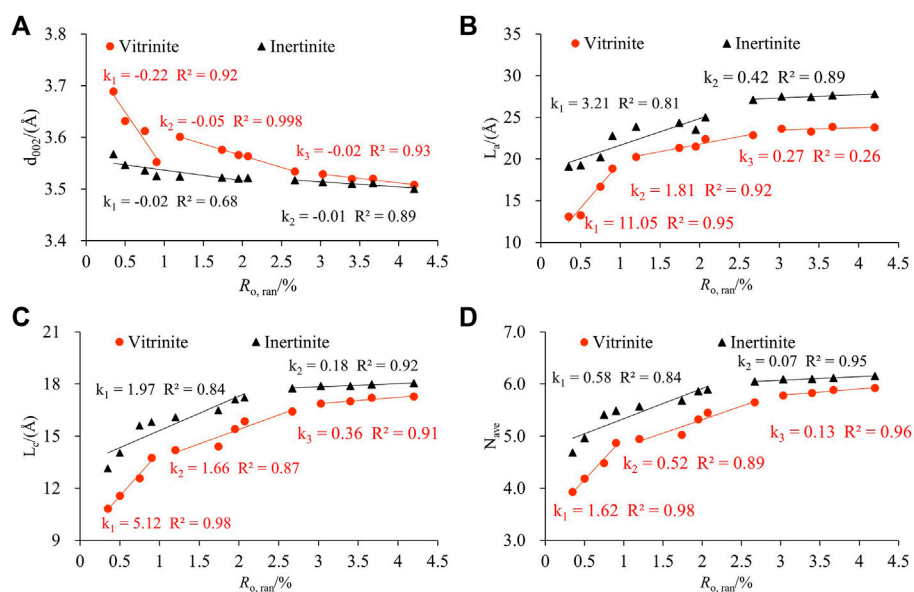 A
Vitrinite Inertinite
3.8
3.7
3.6
3.5
3.4
k₁ = -0.22 R² = 0.92
k₂ = -0.05 R² = 0.998
k₃ = -0.02 R² = 0.93
k₁ = -0.02 R² = 0.68
k₂ = -0.01 R² = 0.89
d₀₀₂/(Å)
0 0.5 1 1.5 2 2.5 3 3.5 4 4.5
Rₒ, ᵣₐₙ/%
B
Vitrinite Inertinite
35
30
25
20
15
10
k₂ = 0.42 R² = 0.89
k₁ = 3.21 R² = 0.81
k₃ = 0.27 R² = 0.26
k₂ = 1.81 R² = 0.92
k₁ = 11.05 R² = 0.95
Lₐ/(Å)
0 0.5 1 1.5 2 2.5 3 3.5 4 4.5
Rₒ, ᵣₐₙ/%
C
Vitrinite Inertinite
21
18
15
12
9
k₂ = 0.18 R² = 0.92
k₁ = 1.97 R² = 0.84
k₃ = 0.36 R² = 0.91
k₂ = 1.66 R² = 0.87
k₁ = 5.12 R² = 0.98
L_c/(Å)
0 0.5 1 1.5 2 2.5 3 3.5 4 4.5
Rₒ, ᵣₐₙ/%
D
Vitrinite Inertinite
7.0
6.0
5.0
4.0
3.0
k₂ = 0.07 R² = 0.95
k₁ = 0.58 R² = 0.84
k₃ = 0.13 R² = 0.96
k₂ = 0.52 R² = 0.89
k₁ = 1.62 R² = 0.98
N_ave
0 0.5 1 1.5 2 2.5 3 3.5 4 4.5
Rₒ, ᵣₐₙ/%